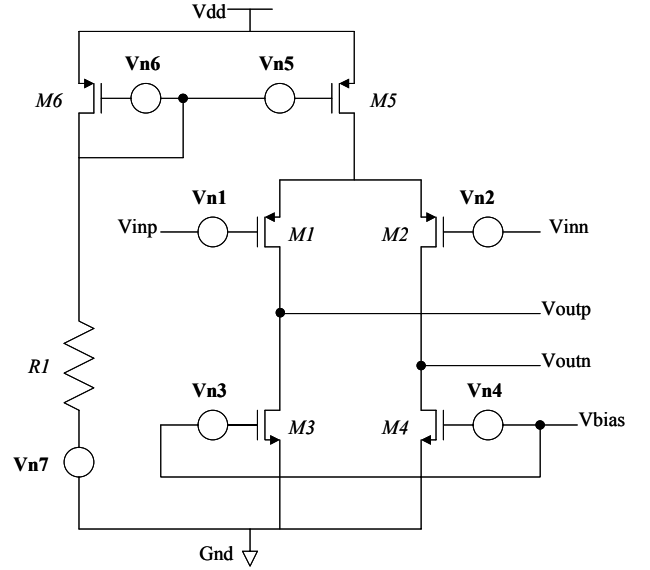 Vdd
Vn6 Vn5
M6 M5
Vn1 Vn2
Vinp M1 M2 Vinn
Voutp
R1 Voutn
Vn3 Vn4
M3 M4 Vbias
Vn7
Gnd